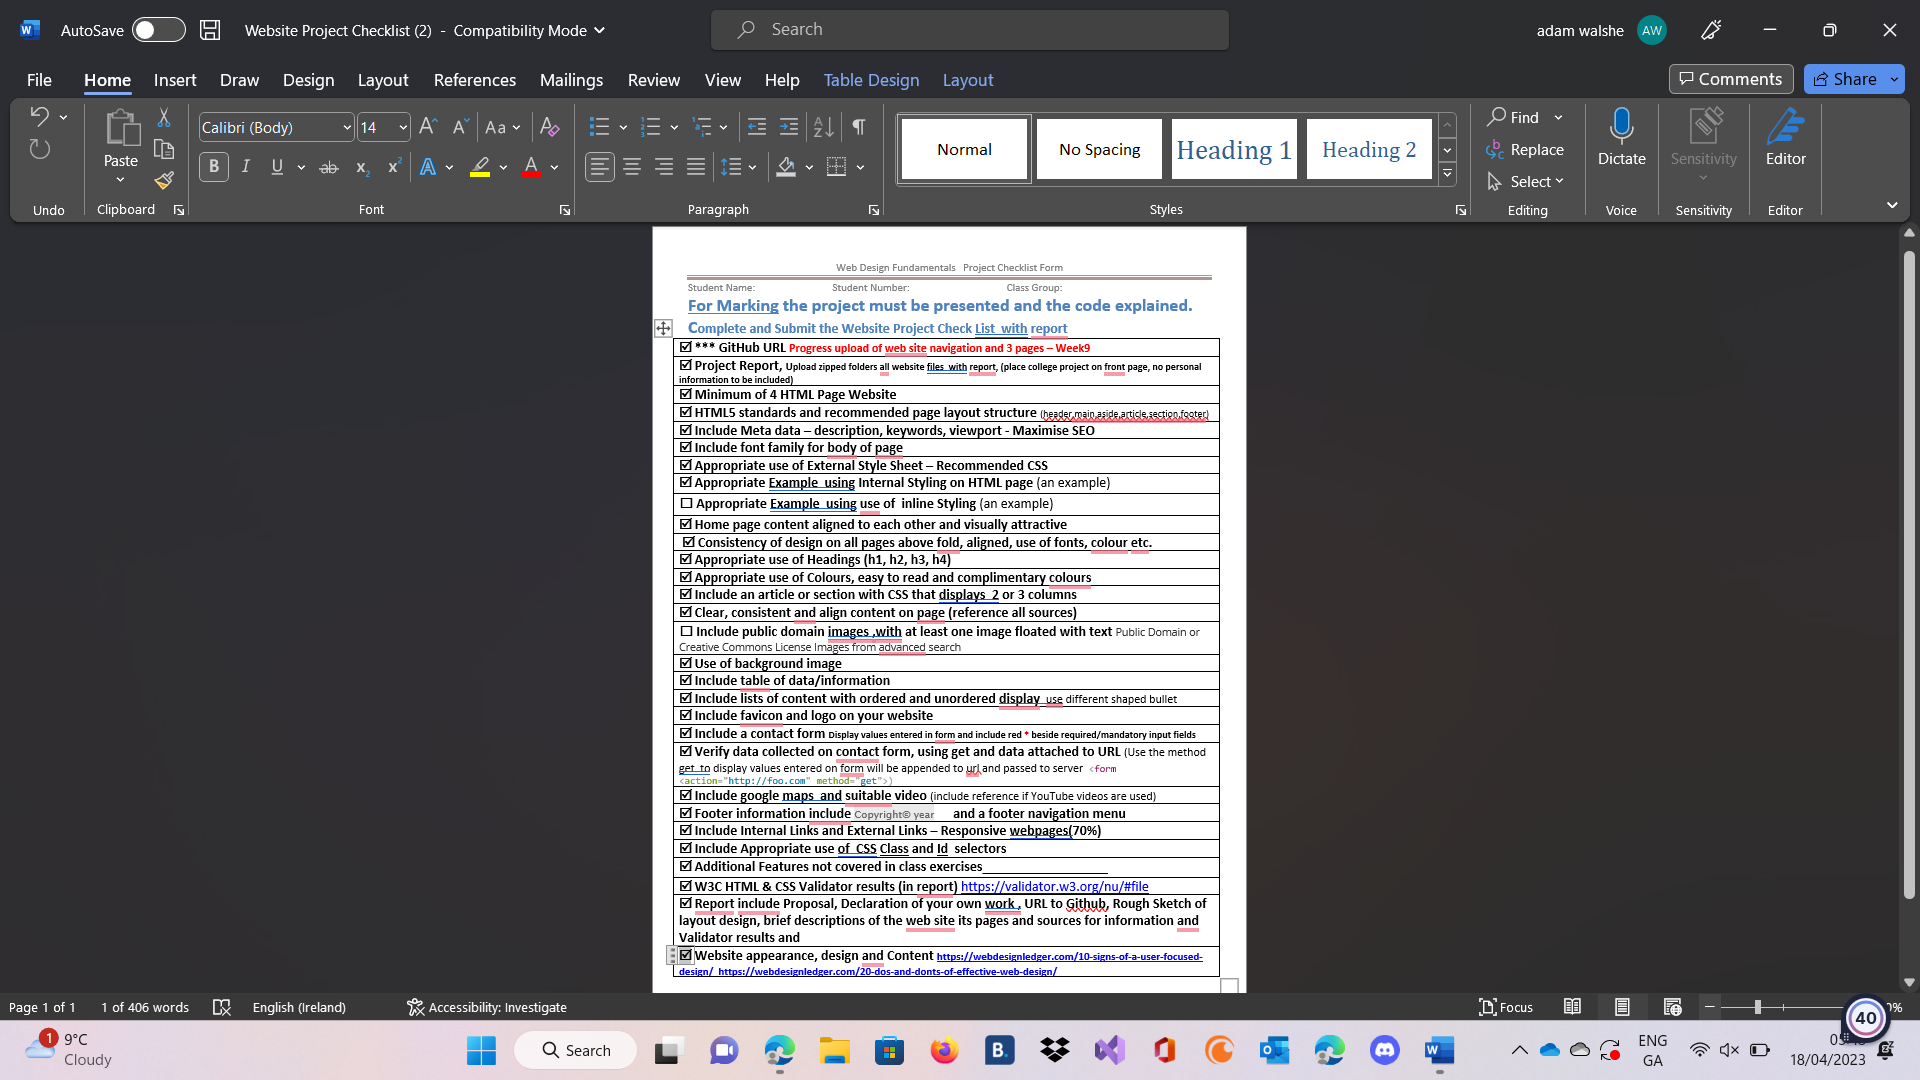 AutoSave
Website Project Checklist (2) - Compatibility Mode
Search
adam walshe
AW
File Home Insert Draw Design Layout References Mailings Review View Help Table Design Layout
Comments Share
Calibri (Body) 14
Paste
Normal
No Spacing
Heading 1
Heading 2
Find
Replace
Select
Dictate
Sensitivity
Editor
Undo Clipboard Font Paragraph Styles Editing Voice Sensitivity Editor
Web Design Fundamentals Project Checklist Form
Student Name: Student Number: Class Group:
For Marking the project must be presented and the code explained.
Complete and Submit the Website Project Check List with report
☑ *** GitHub URL Progress upload of web site navigation and 3 pages – Week9
☑ Project Report, Upload zipped folders all website files with report, (place college project on front page, no personal
information to be included)
☑ Minimum of 4 HTML Page Website
☑ HTML5 standards and recommended page layout structure (header,main,aside,article,section,footer)
☑ Include Meta data – description, keywords, viewport - Maximise SEO
☑ Include font family for body of page
☑ Appropriate use of External Style Sheet – Recommended CSS
☑ Appropriate Example using Internal Styling on HTML page (an example)
☐ Appropriate Example using use of inline Styling (an example)
☑ Home page content aligned to each other and visually attractive
☑ Consistency of design on all pages above fold, aligned, use of fonts, colour etc.
☑ Appropriate use of Headings (h1, h2, h3, h4)
☑ Appropriate use of Colours, easy to read and complimentary colours
☑ Include an article or section with CSS that displays 2 or 3 columns
☑ Clear, consistent and align content on page (reference all sources)
☐ Include public domain images ,with at least one image floated with text Public Domain or
Creative Commons License Images from advanced search
☑ Use of background image
☑ Include table of data/information
☑ Include lists of content with ordered and unordered display use different shaped bullet
☑ Include favicon and logo on your website
☑ Include a contact form Display values entered in form and include red * beside required/mandatory input fields
☑ Verify data collected on contact form, using get and data attached to URL (Use the method
get to display values entered on form will be appended to url and passed to server <form
<action="http://foo.com" method="get">)
☑ Include google maps and suitable video (include reference if YouTube videos are used)
☑ Footer information include Copyright© year and a footer navigation menu
☑ Include Internal Links and External Links – Responsive webpages(70%)
☑ Include Appropriate use of CSS Class and Id selectors
☑ Additional Features not covered in class exercises____________________
☑ W3C HTML & CSS Validator results (in report) https://validator.w3.org/nu/#file
☑ Report include Proposal, Declaration of your own work , URL to Github, Rough Sketch of
layout design, brief descriptions of the web site its pages and sources for information and
Validator results and
☑ Website appearance, design and Content https://webdesignledger.com/10-signs-of-a-user-focused-
design/ https://webdesignledger.com/20-dos-and-donts-of-effective-web-design/
Page 1 of 1 1 of 406 words English (Ireland) Accessibility: Investigate
Focus
40
1
9°C
Cloudy
Search
ENG
GA
18/04/2023